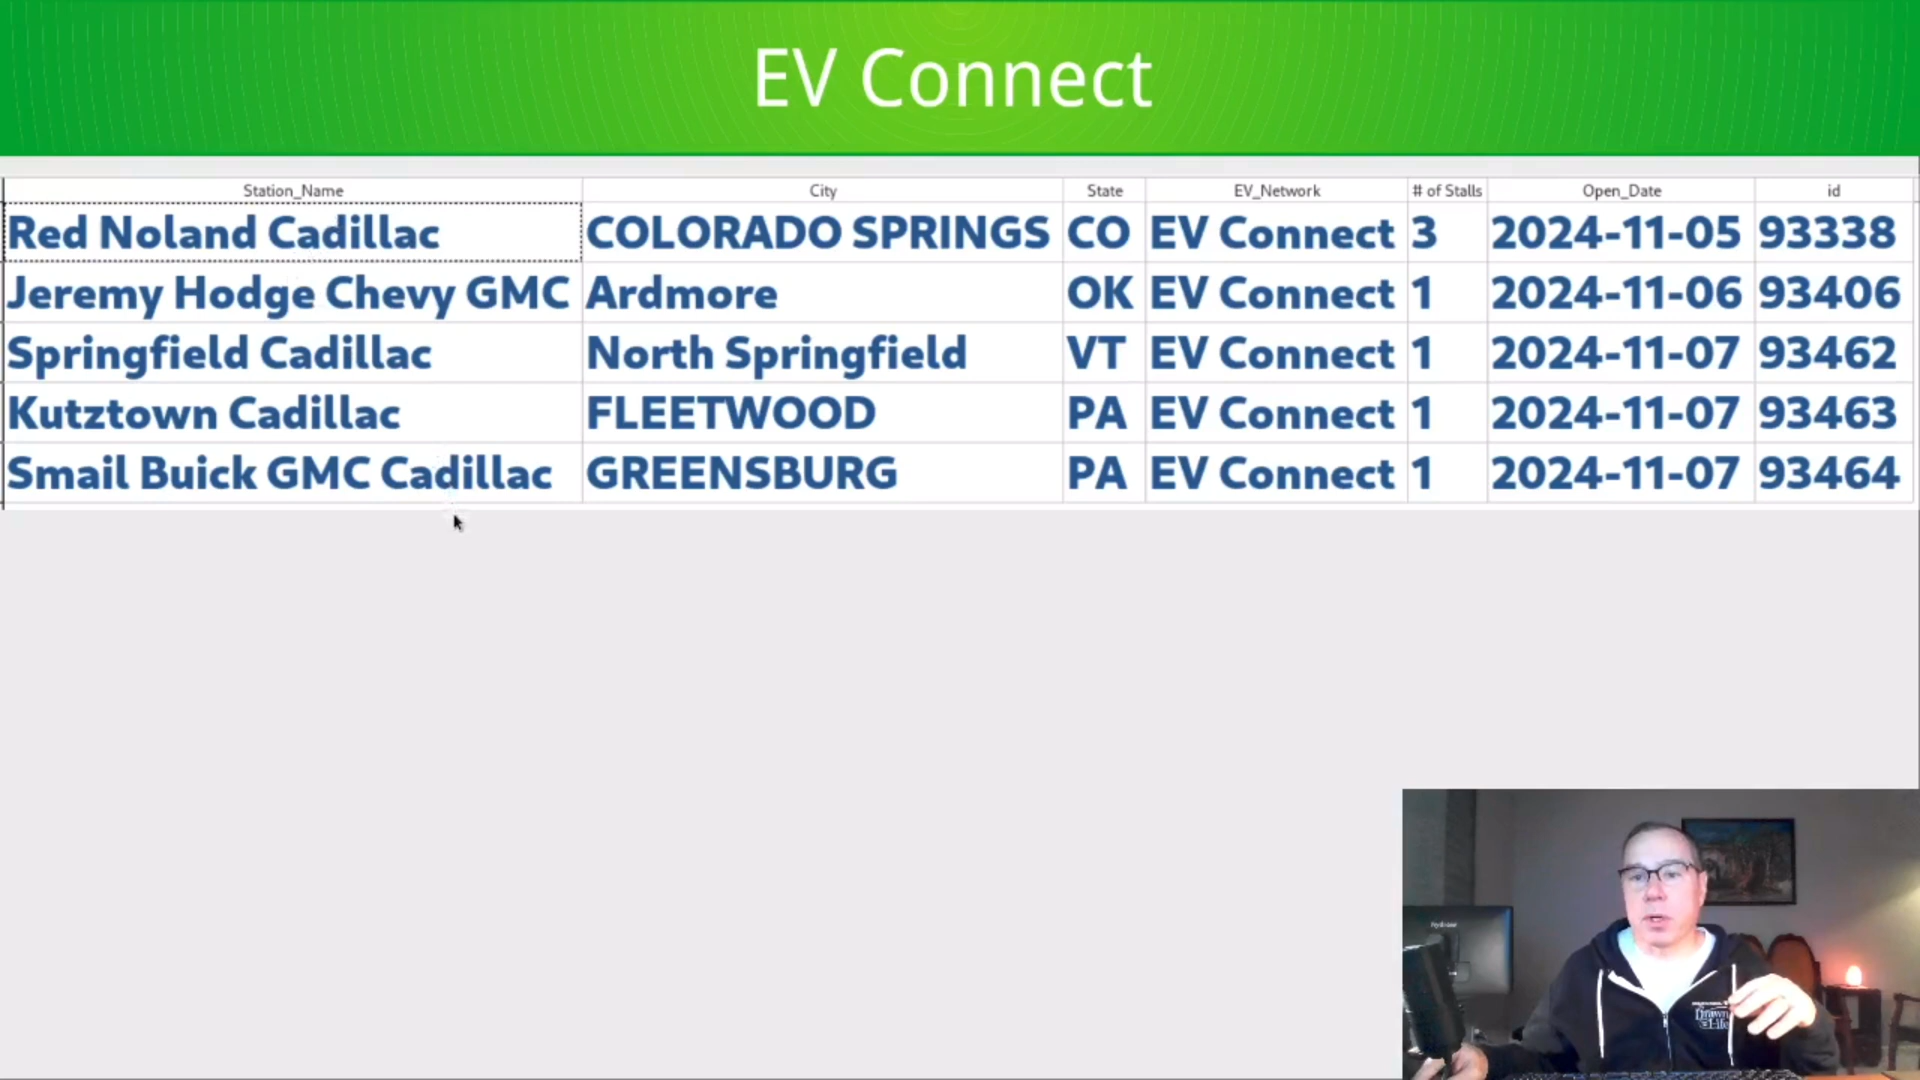 EV Connect
Station_Name City State EV_Network # of Stalls Open_Date id
Red Noland Cadillac COLORADO SPRINGS CO EV Connect 3 2024-11-05 93338
Jeremy Hodge Chevy GMC Ardmore OK EV Connect 1 2024-11-06 93406
Springfield Cadillac North Springfield VT EV Connect 1 2024-11-07 93462
Kutztown Cadillac FLEETWOOD PA EV Connect 1 2024-11-07 93463
Smail Buick GMC Cadillac GREENSBURG PA EV Connect 1 2024-11-07 93464
Drawn